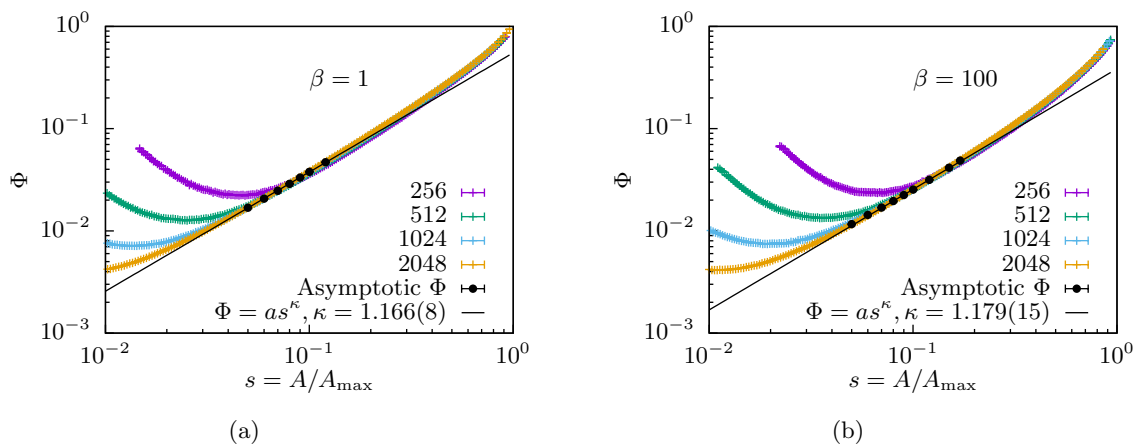 10^0
10^-1
10^-2
10^-3
Φ
β = 1
256
512
1024
2048
Asymptotic Φ
Φ = as^κ, κ = 1.166(8)
10^-2 10^-1 10^0
s = A/A_max
(a)
10^0
10^-1
10^-2
10^-3
Φ
β = 100
256
512
1024
2048
Asymptotic Φ
Φ = as^κ, κ = 1.179(15)
10^-2 10^-1 10^0
s = A/A_max
(b)